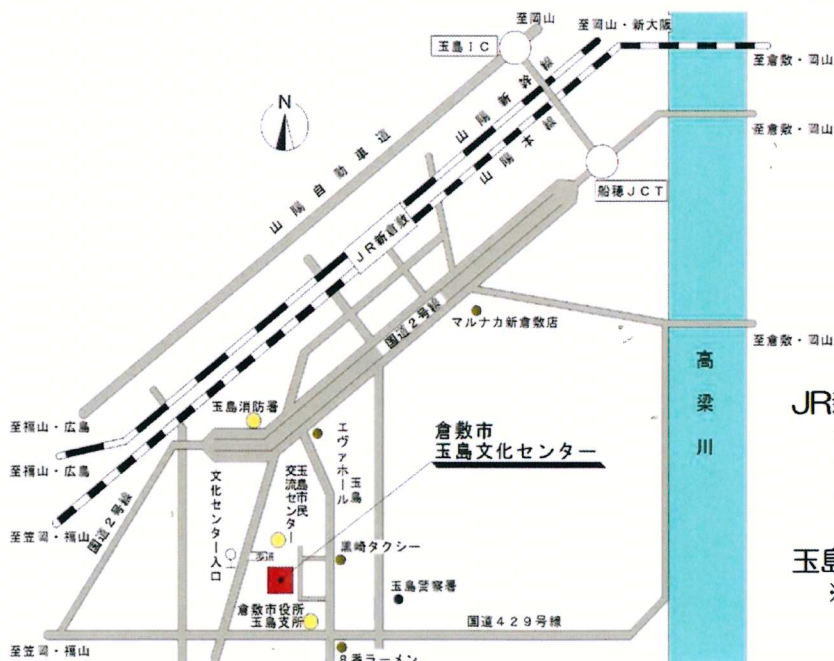 至岡山
至岡山・新大阪
玉島ＩＣ
至倉敷・岡山
N
山陽自動車道
山陽新幹線
山陽本線
至倉敷・岡山
船穂ＪＣＴ
ＪＲ新倉敷
国道2号線
マルナカ新倉敷店
至倉敷・岡山
高梁川
JR
玉島消防署
至福山・広島
至福山・広島
エヴァホール
玉島
倉敷市
玉島文化センター
玉島市民
交流センター
文化センター入口
国道2号線
至笠岡・福山
歩道
黒崎タクシー
玉島警察署
玉島
倉敷市役所
玉島支所
国道４２９号線
至笠岡・福山
８番ラーメン